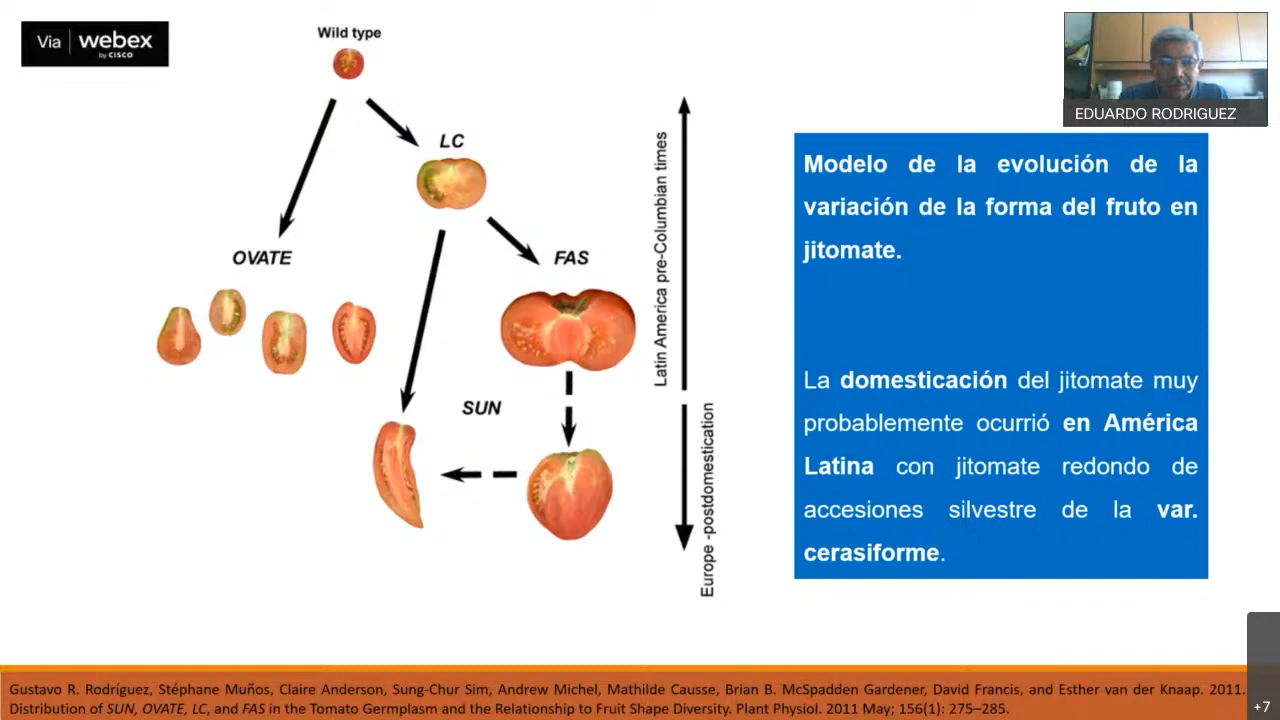 Via webex
by CISCO
Wild type
LC
OVATE
FAS
SUN
Latin America pre-Columbian times
Europe -postdomestication
EDUARDO RODRIGUEZ
Modelo de la evolución de la
variación de la forma del fruto en
jitomate.
La domesticación del jitomate muy
probablemente ocurrió en América
Latina con jitomate redondo de
accesiones silvestre de la var.
cerasiforme.
Gustavo R. Rodríguez, Stéphane Muños, Claire Anderson, Sung-Chur Sim, Andrew Michel, Mathilde Causse, Brian B. McSpadden Gardener, David Francis, and Esther van der Knaap. 2011.
Distribution of SUN, OVATE, LC, and FAS in the Tomato Germplasm and the Relationship to Fruit Shape Diversity. Plant Physiol. 2011 May; 156(1): 275–285.
+7